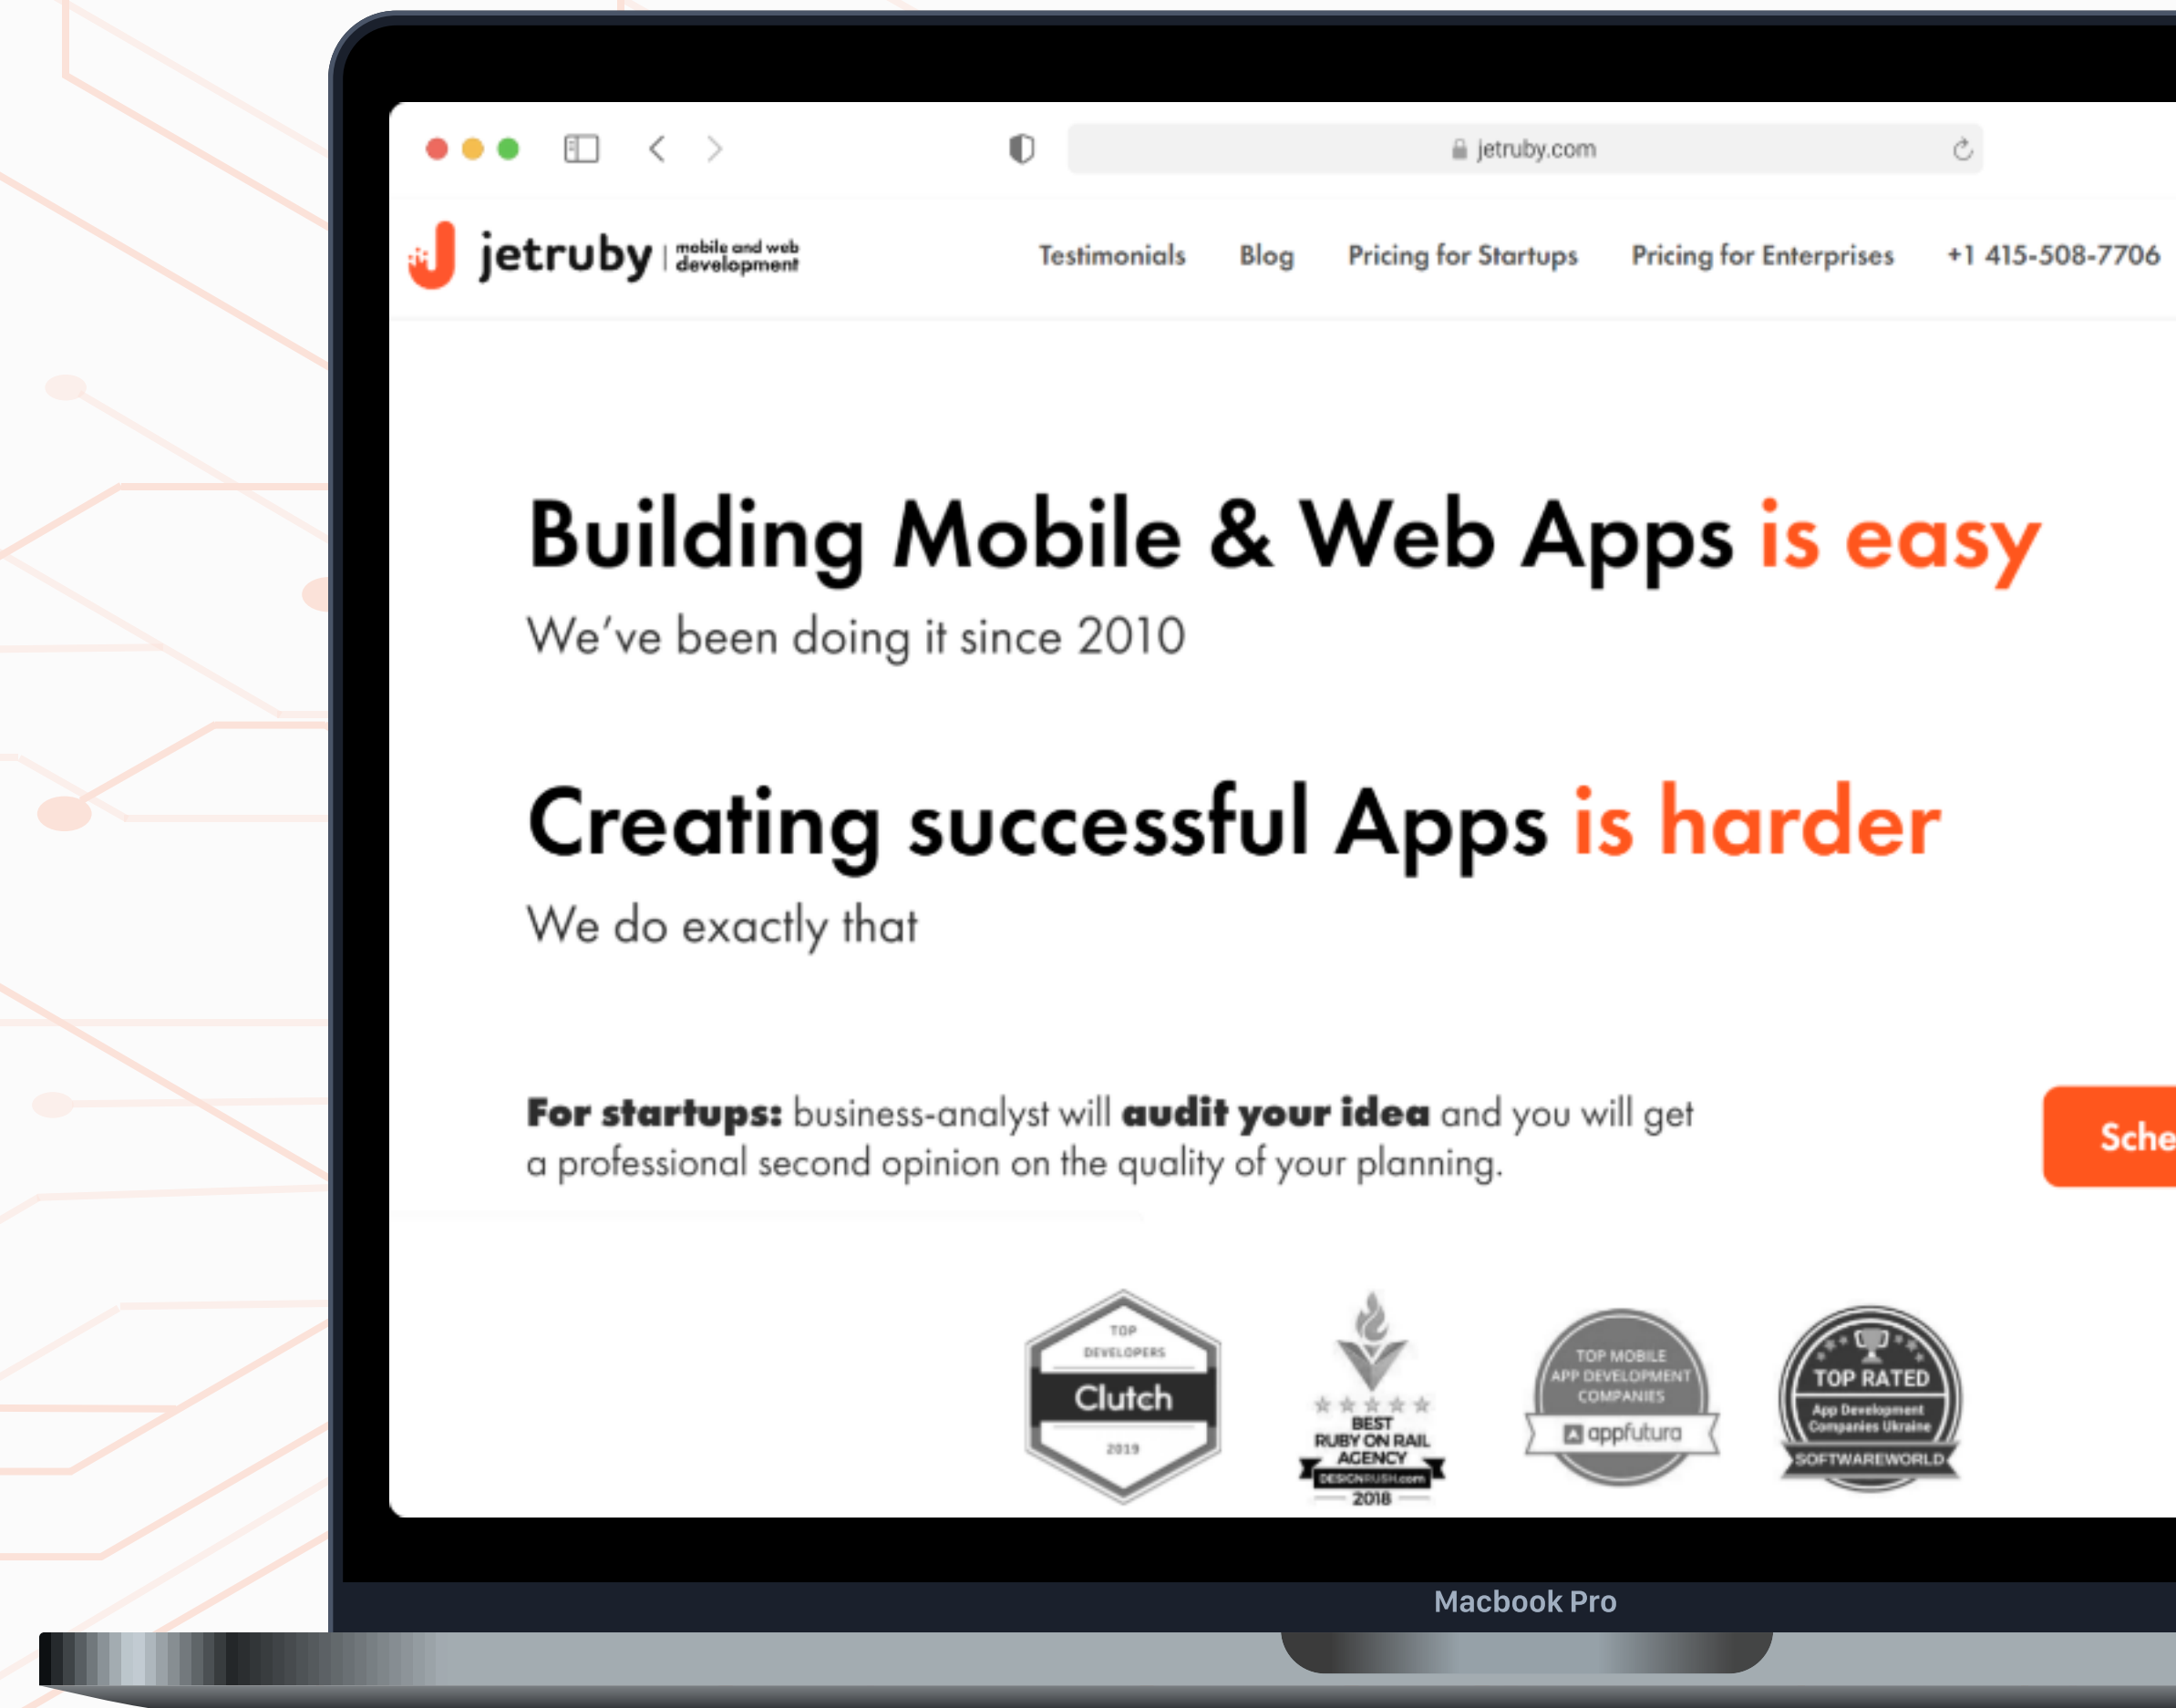 jetruby.com
jetruby
mobile and web
development
Testimonials Blog Pricing for Startups Pricing for Enterprises +1 415-508-7706
Building Mobile & Web Apps is easy
We've been doing it since 2010
Creating successful Apps is harder
We do exactly that
For startups: business-analyst will audit your idea and you will get
a professional second opinion on the quality of your planning.
Sche
TOP
DEVELOPERS
Clutch
2019
BEST
RUBY ON RAIL
AGENCY
DESIGNRUSH.com
2018
TOP MOBILE
APP DEVELOPMENT
COMPANIES
appfutura
TOP RATED
App Development
Companies Ukraine
SOFTWAREWORLD
Macbook Pro